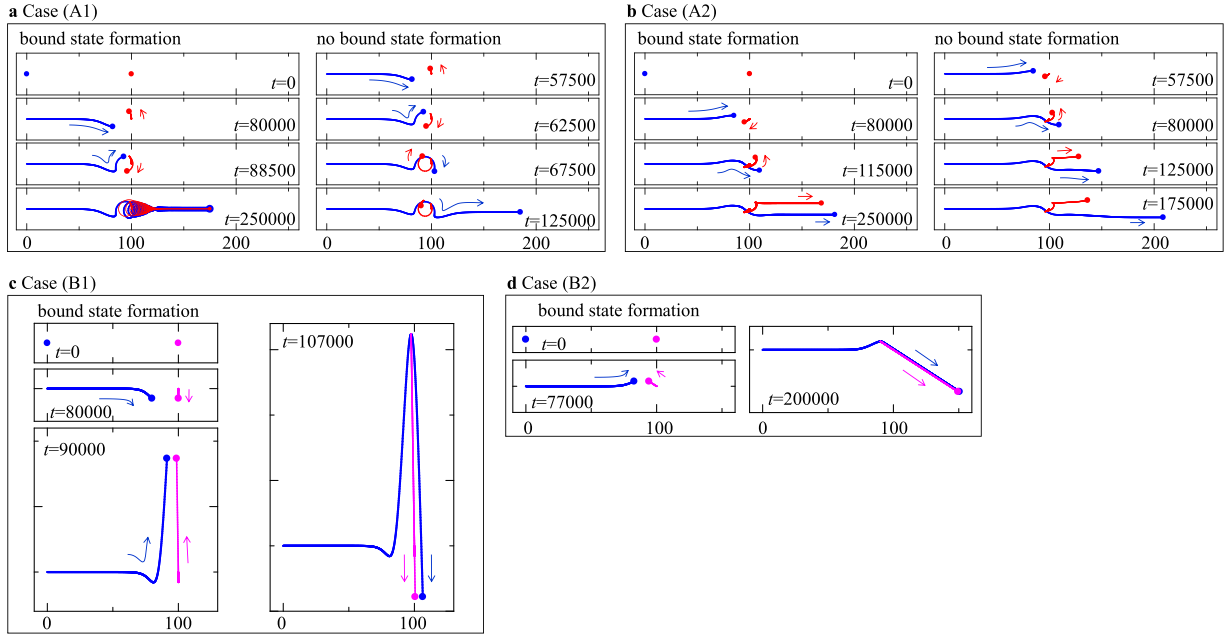 a Case (A1)
bound state formation
t=0
t=80000
t=88500
t=250000
0 100 200
no bound state formation
t=57500
t=62500
t=67500
t=125000
0 100 200
b Case (A2)
bound state formation
t=0
t=80000
t=115000
t=250000
0 100 200
no bound state formation
t=57500
t=80000
t=125000
t=175000
0 100 200
c Case (B1)
bound state formation
t=0
t=80000
t=90000
0 100
t=107000
0 100
d Case (B2)
bound state formation
t=0
t=77000
0 100
t=200000
0 100